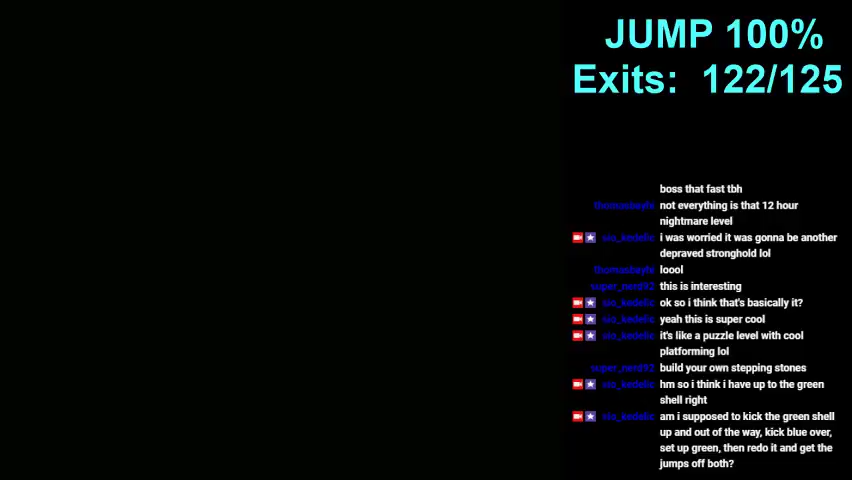 JUMP 100%
Exits: 122/125
boss that fast tbh
not everything is that 12 hour
nightmare level
sio_kedelic i was worried it was gonna be another
depraved stronghold lol
loool
super_nerd92 this is interesting
sio_kedelic ok so i think that's basically it?
sio_kedelic yeah this is super cool
sio_kedelic it's like a puzzle level with cool
platforming lol
super_nerd92 build your own stepping stones
sio_kedelic hm so i think i have up to the green
shell right
sio_kedelic am i supposed to kick the green shell
up and out of the way, kick blue over,
set up green, then redo it and get the
jumps off both?